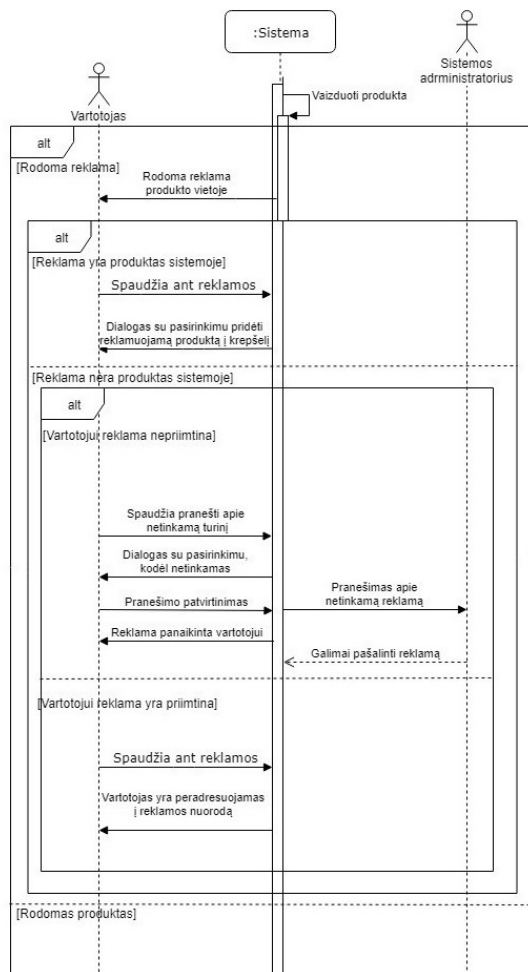 :Sistema
Sistemos
adrministratorius
Vartotojas
Vaizduoti produkta
alt
[Rodoma reklama]
Rodoma reklama
produkto vietoje
alt
[Reklama yra produktas sistemoje]
Spaudžia ant reklamos
Dialogas su pasirinkimu pridėti
reklamuojamą produktą į krepšelį
[Reklama nėra produktas sistemoje]
alt
[Vartotojui reklama nepriimtina]
Spaudžia pranešti apie
netinkamą turinį
Dialogas su pasirinkimu,
kodėl netinkamas
Pranešimo patvirtinimas
Pranešimas apie
netinkamą reklamą
Reklama panaikinta vartotojui
Galimai pašalinti reklamą
[Vartotojui reklama yra priimtina]
Spaudžia ant reklamos
Vartotojas yra peradresuojamas
į reklamos nuorodą
[Rodomas produktas]